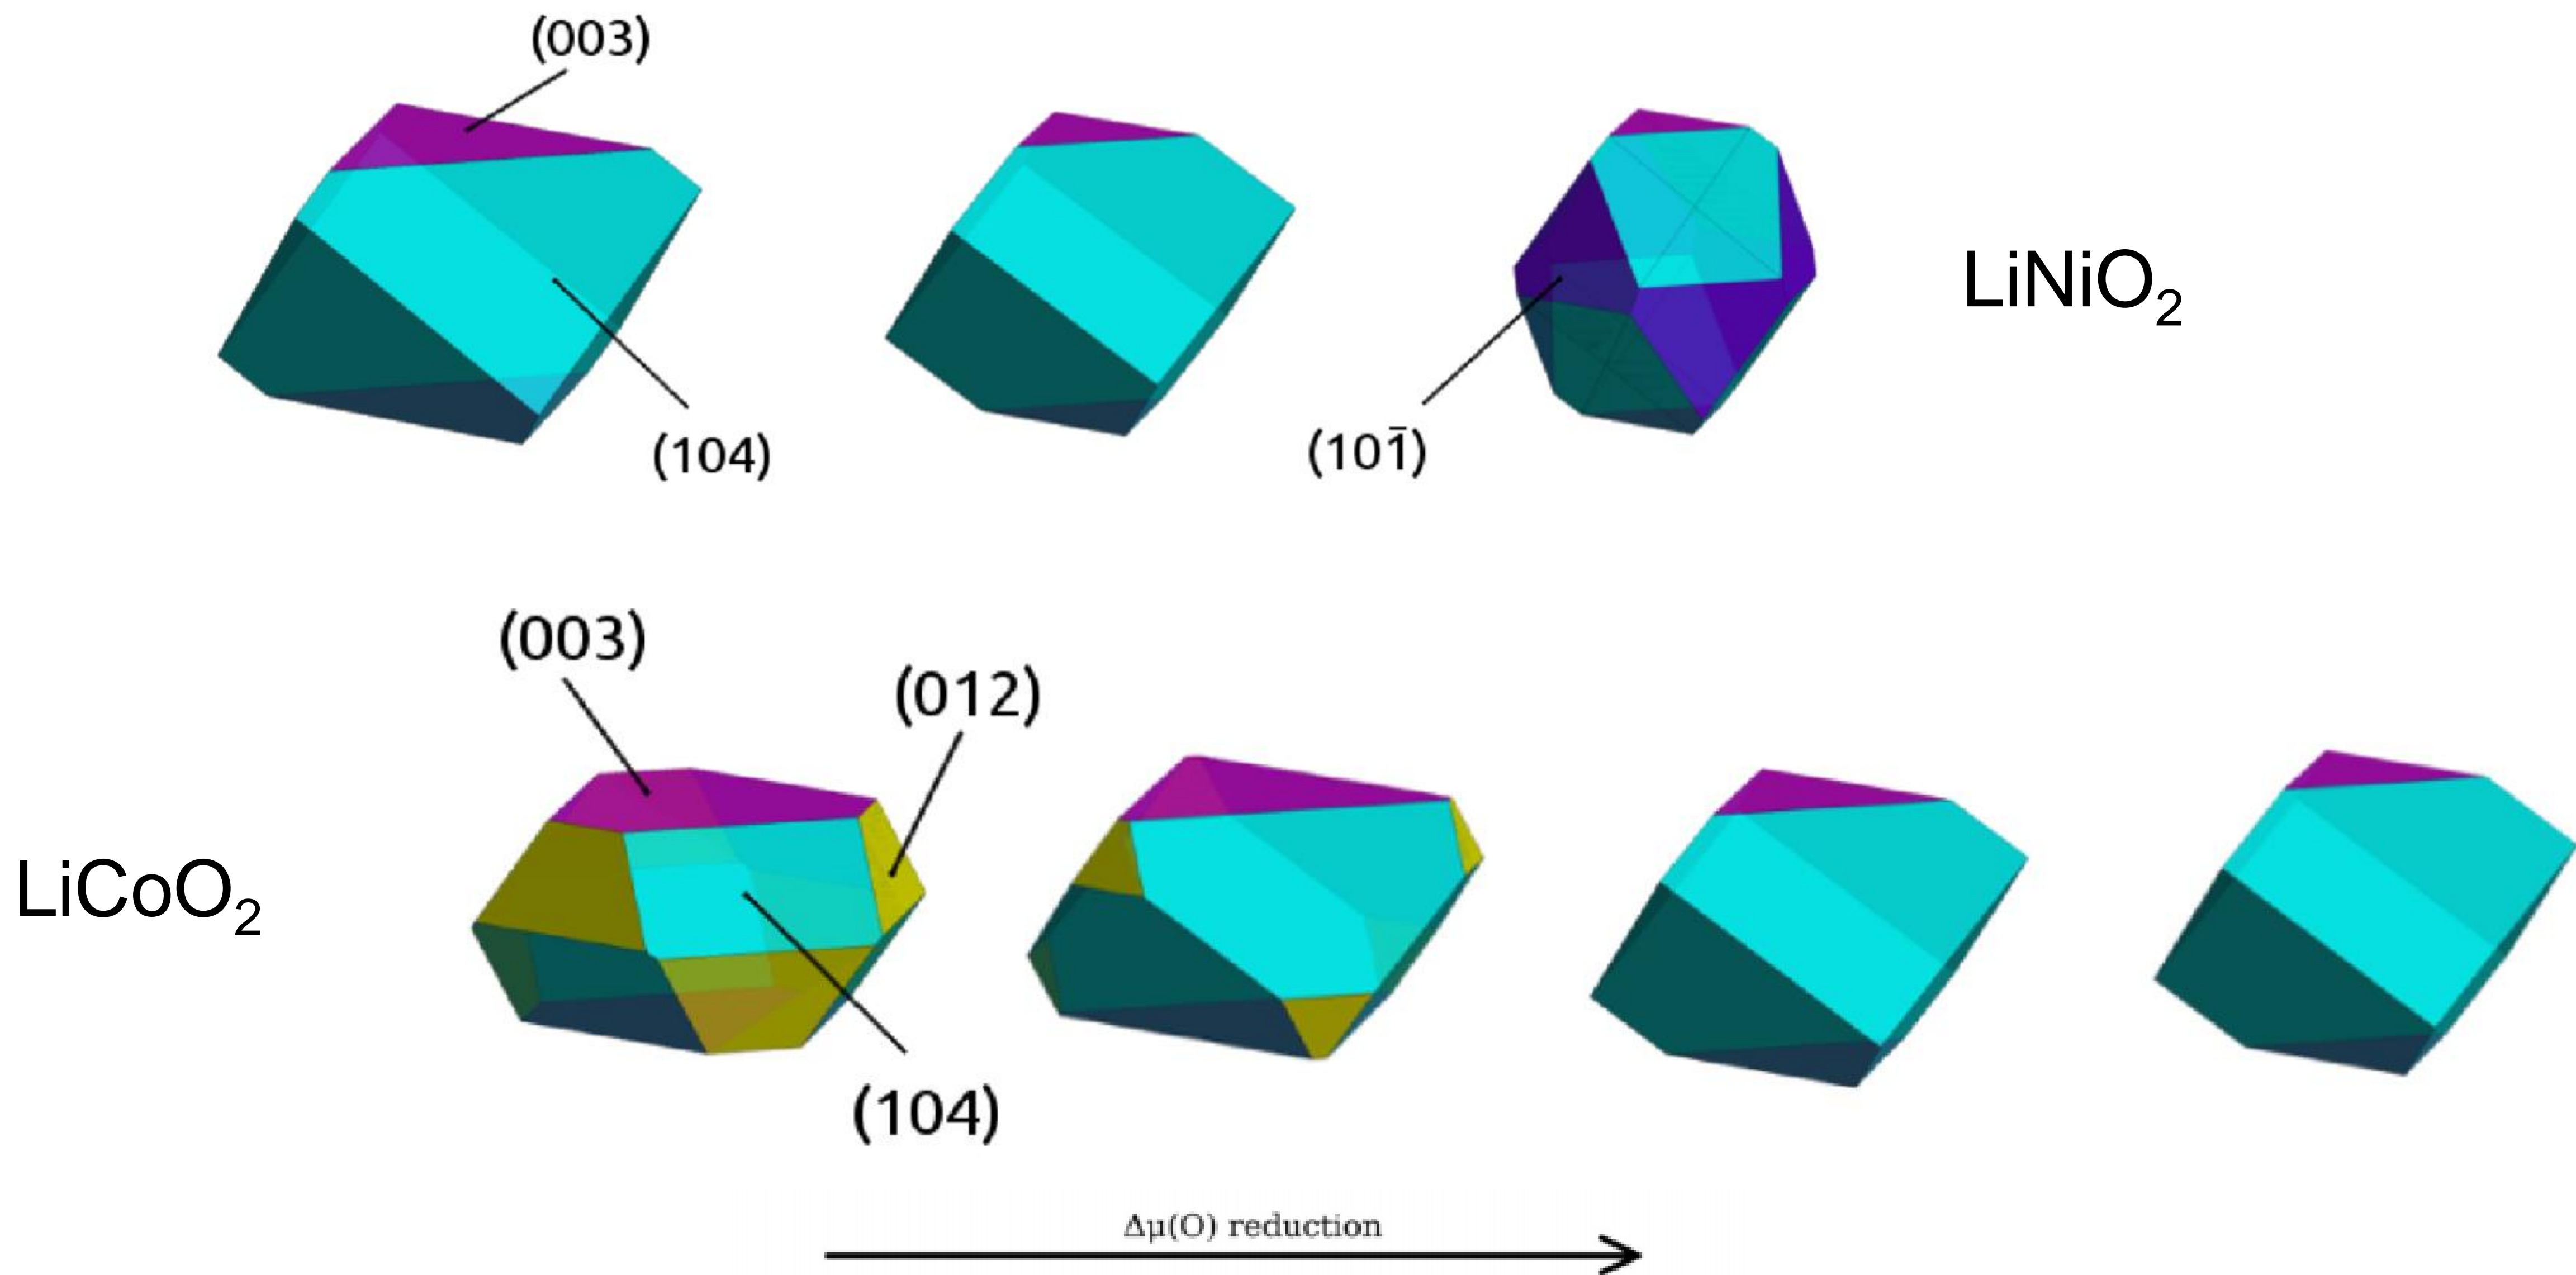 (003)
(104)
(101̄)
LiNiO₂
(003)
(012)
LiCoO₂
(104)
Δμ(O) reduction